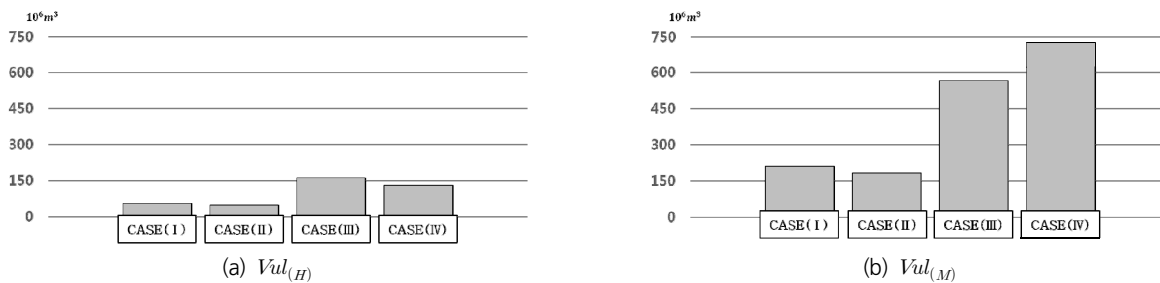 10⁶m³
750
600
450
300
150
0
CASE(Ⅰ) CASE(Ⅱ) CASE(Ⅲ) CASE(Ⅳ)
(a) Vul(H)
10⁶m³
750
600
450
300
150
0
CASE(Ⅰ) CASE(Ⅱ) CASE(Ⅲ) CASE(Ⅳ)
(b) Vul(M)